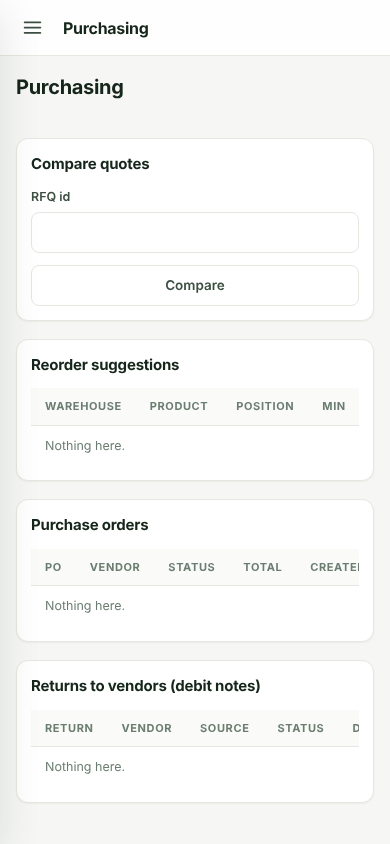 Purchasing
Purchasing
Compare quotes
RFQ id
Compare
Reorder suggestions
WAREHOUSE PRODUCT POSITION MIN
Nothing here.
Purchase orders
PO VENDOR STATUS TOTAL
Nothing here.
Returns to vendors (debit notes)
RETURN VENDOR SOURCE STATUS
Nothing here.